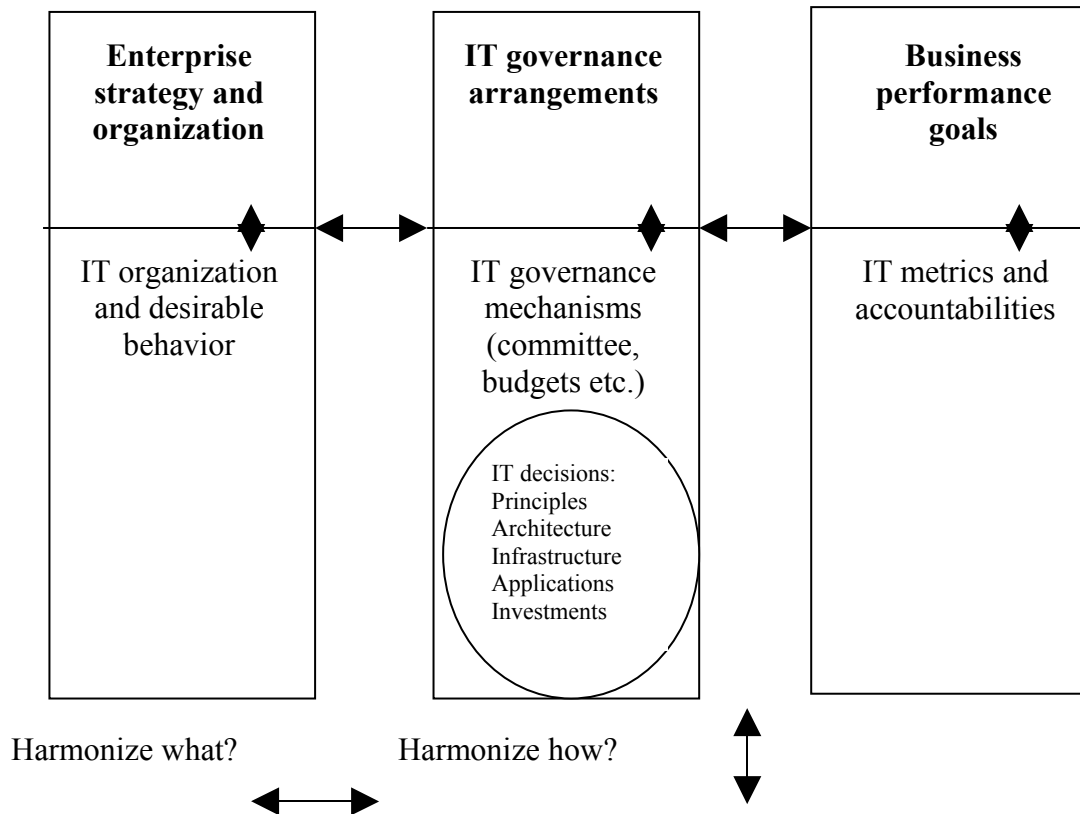 Enterprise
strategy and
organization
IT organization
and desirable
behavior
IT governance
arrangements
IT governance
mechanisms
(committee,
budgets etc.)
IT decisions:
Principles
Architecture
Infrastructure
Applications
Investments
Business
performance
goals
IT metrics and
accountabilities
Harmonize what?
Harmonize how?